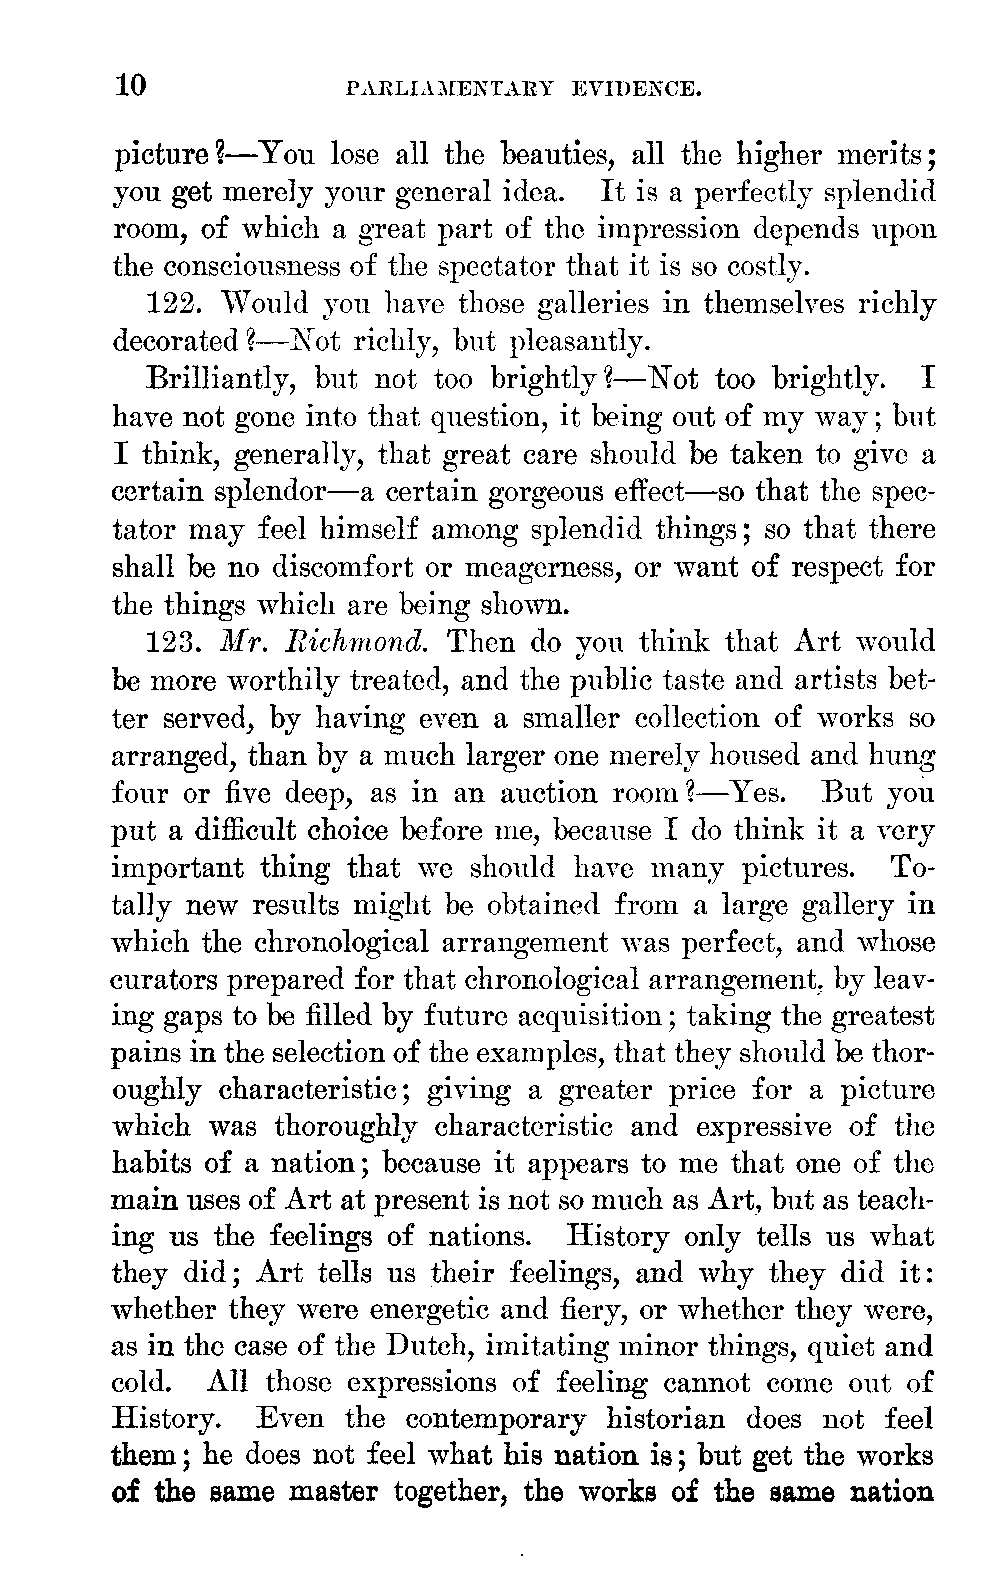 10 PARLIAMENTARY EVIDENCE.
picture?—You lose all the beauties, all the higher merits;
you get merely your general idea. It is a perfectly splendid
room, of which a great part of the impression depends upon
the consciousness of the spectator that it is so costly.
122. Would you have those galleries in themselves richly
decorated?—Not richly, but pleasantly.
Brilliantly, but not too brightly?—Not too brightly. I
have not gone into that question, it being out of my way; but
I think, generally, that great care should be taken to give a
certain splendor—a certain gorgeous effect—so that the spec-
tator may feel himself among splendid things; so that there
shall be no discomfort or meagerness, or want of respect for
the things which are being shown.
123. Mr. Richmond. Then do you think that Art would
be more worthily treated, and the public taste and artists bet-
ter served, by having even a smaller collection of works so
arranged, than by a much larger one merely housed and hung
four or five deep, as in an auction room?—Yes. But you
put a difficult choice before me, because I do think it a very
important thing that we should have many pictures. To-
tally new results might be obtained from a large gallery in
which the chronological arrangement was perfect, and whose
curators prepared for that chronological arrangement, by leav-
ing gaps to be filled by future acquisition; taking the greatest
pains in the selection of the examples, that they should be thor-
oughly characteristic; giving a greater price for a picture
which was thoroughly characteristic and expressive of the
habits of a nation; because it appears to me that one of the
main uses of Art at present is not so much as Art, but as teach-
ing us the feelings of nations. History only tells us what
they did; Art tells us their feelings, and why they did it:
whether they were energetic and fiery, or whether they were,
as in the case of the Dutch, imitating minor things, quiet and
cold. All those expressions of feeling cannot come out of
History. Even the contemporary historian does not feel
them; he does not feel what his nation is; but get the works
of the same master together, the works of the same nation